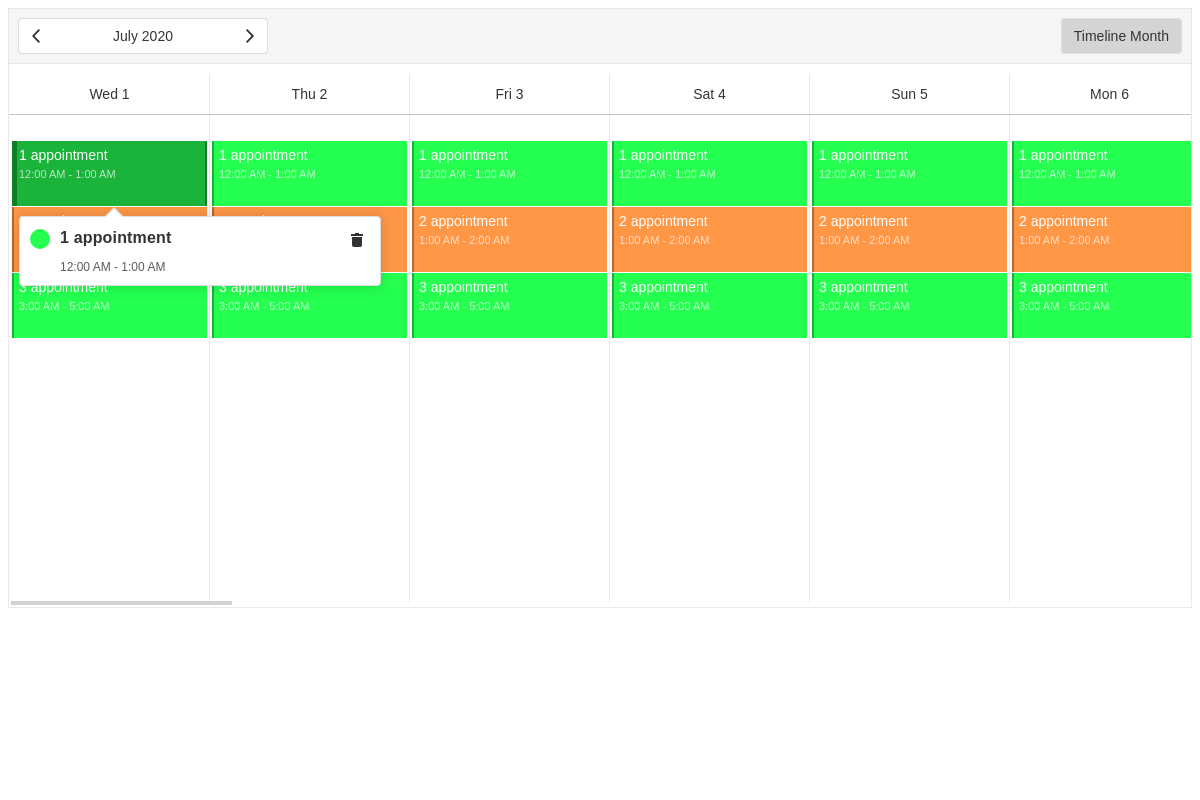 July 2020
Timeline Month
Wed 1
Thu 2
Fri 3
Sat 4
Sun 5
Mon 6
1 appointment
12:00 AM - 1:00 AM
1 appointment
12:00 AM - 1:00 AM
1 appointment
12:00 AM - 1:00 AM
1 appointment
12:00 AM - 1:00 AM
1 appointment
12:00 AM - 1:00 AM
1 appointment
12:00 AM - 1:00 AM
1 appointment
12:00 AM - 1:00 AM
2 appointment
1:00 AM - 2:00 AM
2 appointment
1:00 AM - 2:00 AM
2 appointment
1:00 AM - 2:00 AM
2 appointment
1:00 AM - 2:00 AM
3 appointment
3:00 AM - 5:00 AM
3 appointment
3:00 AM - 5:00 AM
3 appointment
3:00 AM - 5:00 AM
3 appointment
3:00 AM - 5:00 AM
3 appointment
3:00 AM - 5:00 AM
3 appointment
3:00 AM - 5:00 AM